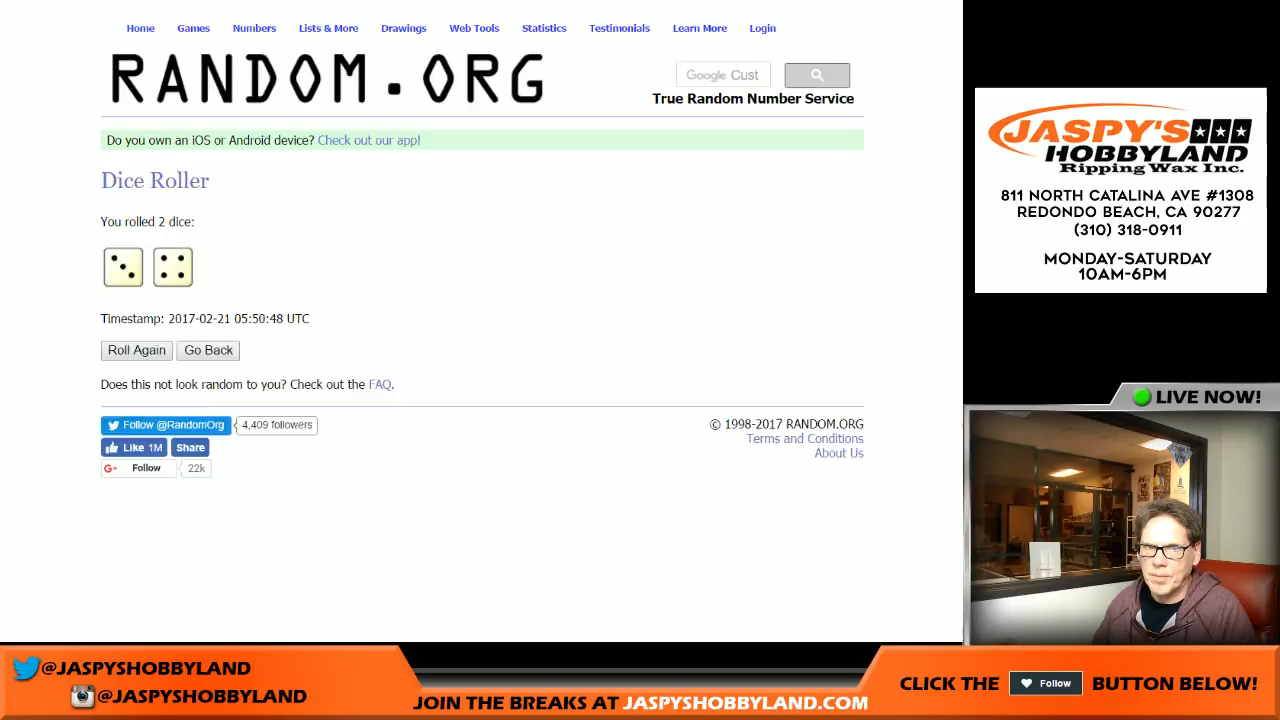 Home Games Numbers Lists & More Drawings Web Tools Statistics Testimonials Learn More Login
RANDOM.ORG
Google Cust
True Random Number Service
Do you own an iOS or Android device? Check out our app!
Dice Roller
You rolled 2 dice:
Timestamp: 2017-02-21 05:50:48 UTC
Roll Again Go Back
Does this not look random to you? Check out the FAQ.
Follow @RandomOrg 4,409 followers
Like 1M Share
G+ Follow 22k
© 1998-2017 RANDOM.ORG
Terms and Conditions
About Us
JASPY'S
HOBBYLAND
Ripping Wax Inc.
811 NORTH CATALINA AVE #1308
REDONDO BEACH, CA 90277
(310) 318-0911
MONDAY-SATURDAY
10AM-6PM
LIVE NOW!
@JASPYSHOBBYLAND
@JASPYSHOBBYLAND
JOIN THE BREAKS AT JASPYSHOBBYLAND.COM
CLICK THE Follow BUTTON BELOW!